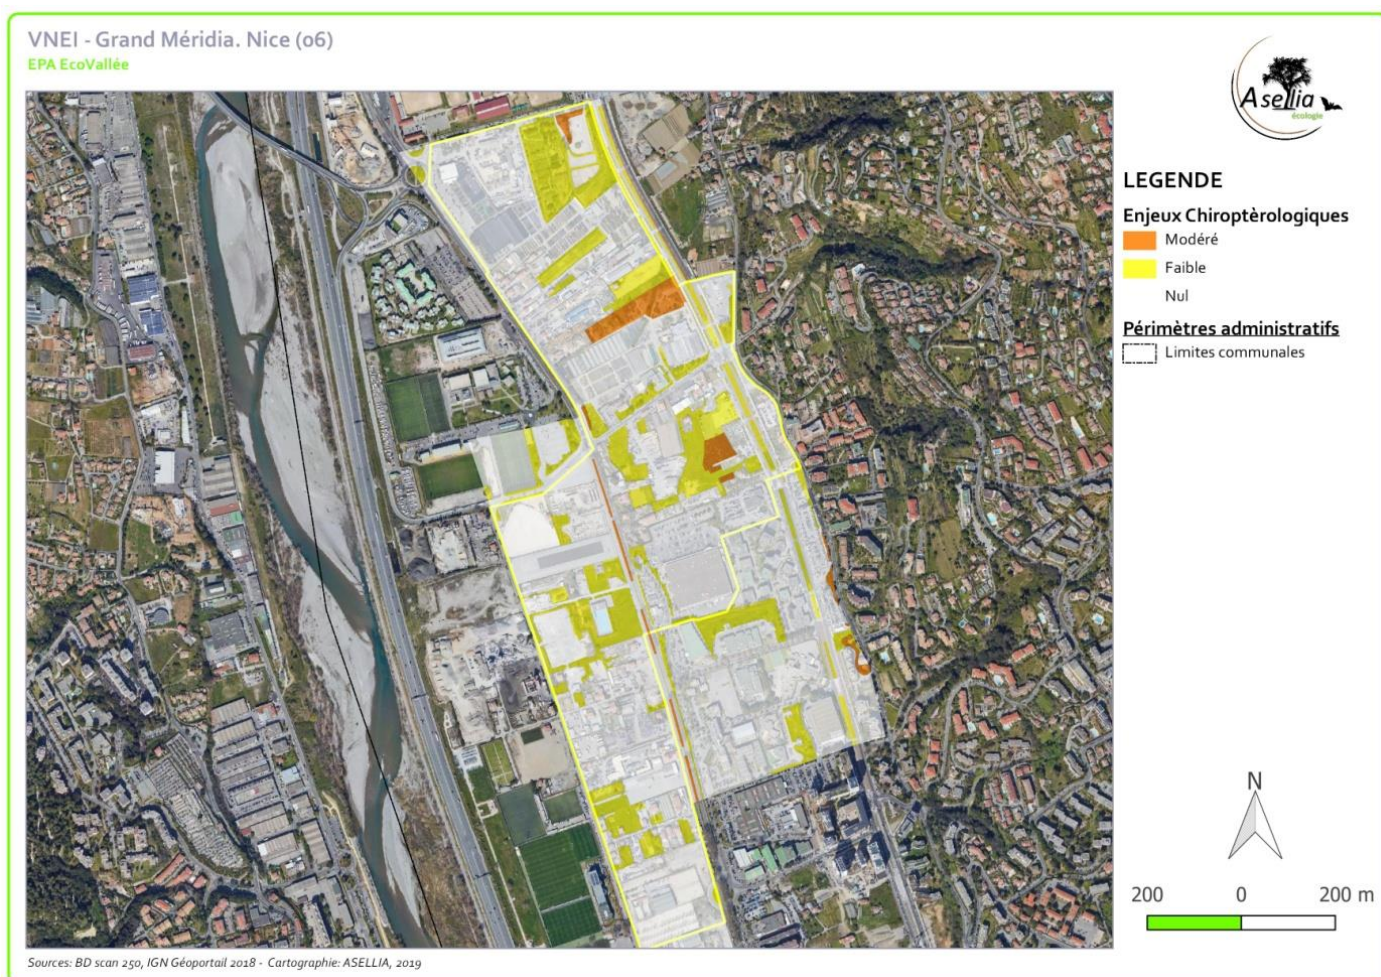 VNEI - Grand Méridia. Nice (06)
EPA EcoVallée
Asellia
écologie
LEGENDE
Enjeux Chiroptèrologiques
Modéré
Faible
Nul
Périmètres administratifs
Limites communales
N
200 0 200 m
Sources: BD scan 250, IGN Géoportail 2018 - Cartographie: ASELLIA, 2019